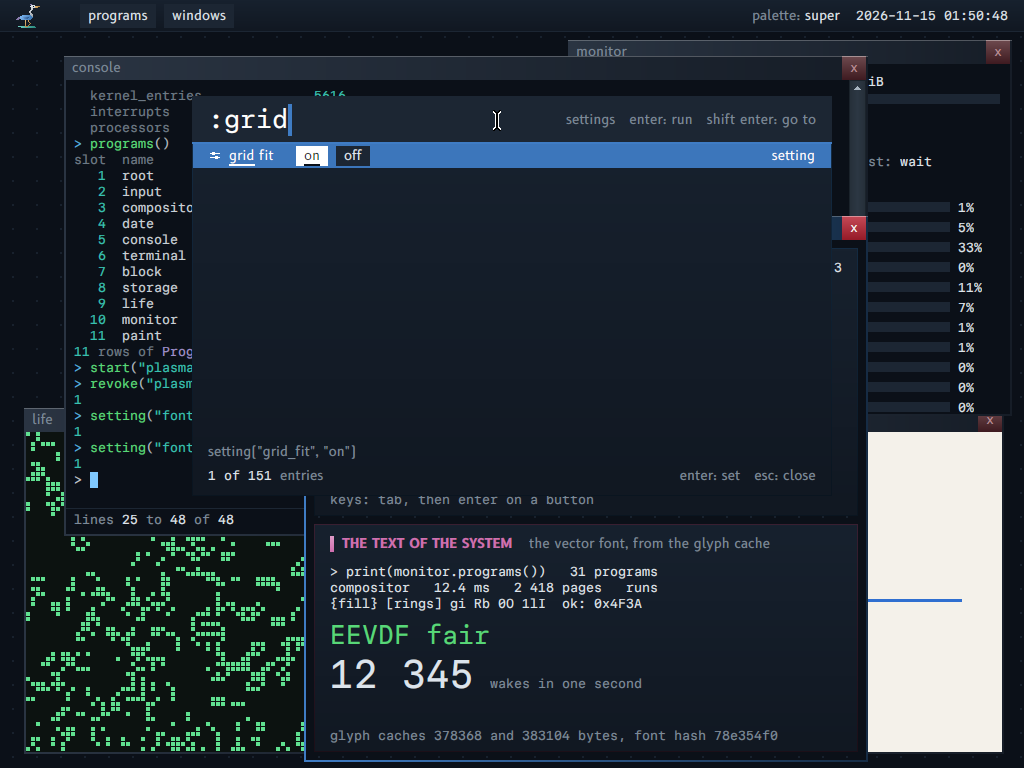 programs windows palette: super 2026-11-15 01:50:48
monitor x
console x
iB
kernel_entries 5616
interrupts
processors
> programs()
slot name
1 root
2 input
3 composito
4 date
5 console
6 terminal
7 block
8 storage
9 life
10 monitor
11 paint
11 rows of Prog
> start("plasma
> revoke("plasm
1
> setting("font
1
> setting("font
1
>
lines 25 to 48 of 48
:grid settings enter: run shift enter: go to
grid fit on off setting
setting["grid_fit", "on"]
1 of 151 entries enter: set esc: close
st: wait
1%
5%
33%
0%
11%
7%
1%
1%
0%
0%
0%
x
3
life x
keys: tab, then enter on a button
THE TEXT OF THE SYSTEM the vector font, from the glyph cache
> print(monitor.programs()) 31 programs
compositor 12.4 ms 2 418 pages runs
{fill} [rings] gi Rb 0O 1lI ok: 0x4F3A
EEVDF fair
12 345 wakes in one second
glyph caches 378368 and 383104 bytes, font hash 78e354f0